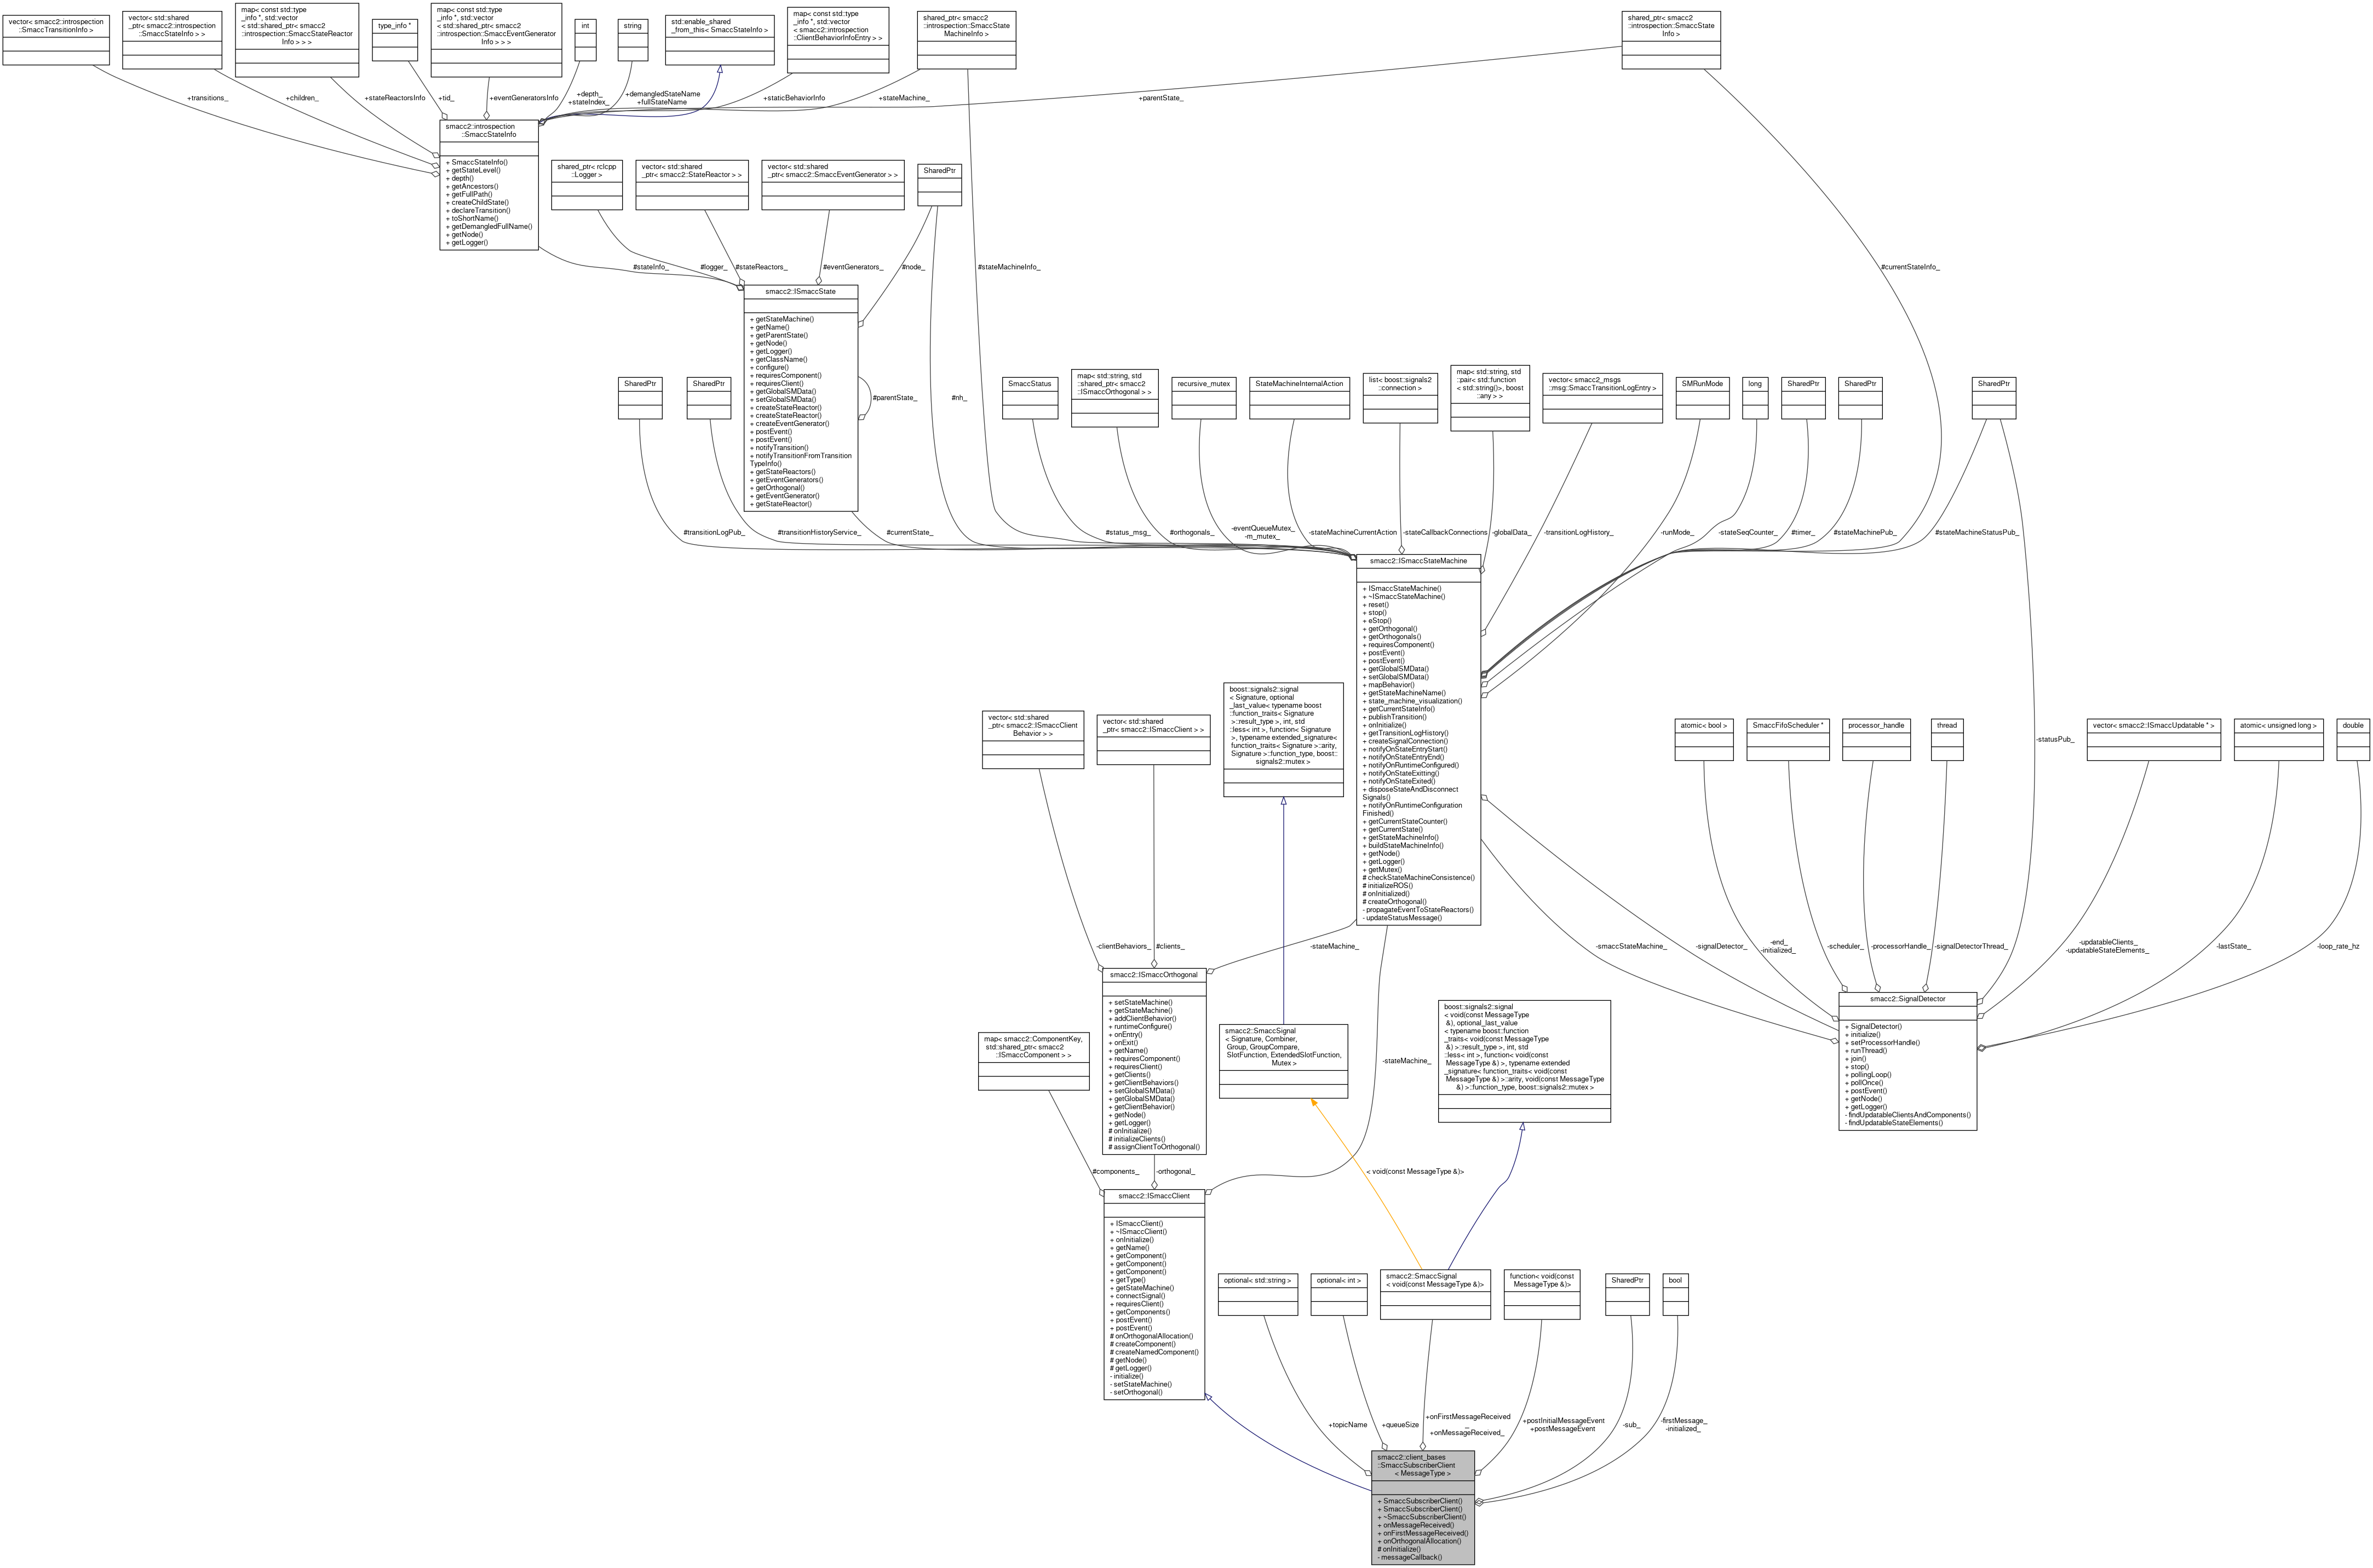 vector< smacc2::introspection
::SmaccTransitionInfo >
vector< std::shared
_ptr< smacc2::introspection
::SmaccStateInfo > >
map< const std::type
_info *, std::vector
< std::shared_ptr< smacc2
::introspection::SmaccStateReactor
Info > > >
type_info *
map< const std::type
_info *, std::vector
< std::shared_ptr< smacc2
::introspection::SmaccEventGenerator
Info > > >
int
string
std::enable_shared
_from_this< SmaccStateInfo >
map< const std::type
_info *, std::vector
< smacc2::introspection
::ClientBehaviorInfoEntry > >
shared_ptr< smacc2
::introspection::SmaccState
MachineInfo >
shared_ptr< smacc2
::introspection::SmaccState
Info >
+transitions_
+children_
+stateReactorsInfo
+tid_
+eventGeneratorsInfo
+depth_
+stateIndex_
+demangledStateName
+fullStateName
+staticBehaviorInfo
+stateMachine_
+parentState_
smacc2::introspection
::SmaccStateInfo
+ SmaccStateInfo()
+ getStateLevel()
+ depth()
+ getAncestors()
+ getFullPath()
+ createChildState()
+ declareTransition()
+ toShortName()
+ getDemangledFullName()
+ getNode()
+ getLogger()
shared_ptr< rclcpp
::Logger >
vector< std::shared
_ptr< smacc2::StateReactor > >
vector< std::shared
_ptr< smacc2::SmaccEventGenerator > >
SharedPtr
#stateInfo_
#logger_
#stateReactors_
#eventGenerators_
#node_
#stateMachineInfo_
#currentStateInfo_
smacc2::ISmaccState
+ getStateMachine()
+ getName()
+ getParentState()
+ getNode()
+ getLogger()
+ getClassName()
+ configure()
+ requiresComponent()
+ requiresClient()
+ getGlobalSMData()
+ setGlobalSMData()
+ createStateReactor()
+ createStateReactor()
+ createEventGenerator()
+ postEvent()
+ postEvent()
+ notifyTransition()
+ notifyTransitionFromTransition
TypeInfo()
+ getStateReactors()
+ getEventGenerators()
+ getOrthogonal()
+ getEventGenerator()
+ getStateReactor()
#parentState_
#nh_
SharedPtr
SharedPtr
SmaccStatus
map< std::string, std
::shared_ptr< smacc2
::ISmaccOrthogonal > >
recursive_mutex
StateMachineInternalAction
list< boost::signals2
::connection >
map< std::string, std
::pair< std::function
< std::string()>, boost
::any > >
vector< smacc2_msgs
::msg::SmaccTransitionLogEntry >
SMRunMode
long
SharedPtr
SharedPtr
SharedPtr
#transitionLogPub_
#transitionHistoryService_
#currentState_
#status_msg_
#orthogonals_
-eventQueueMutex_
-m_mutex_
-stateMachineCurrentAction
-stateCallbackConnections
-globalData_
-transitionLogHistory_
-runMode_
-stateSeqCounter_
#timer_
#stateMachinePub_
#stateMachineStatusPub_
smacc2::ISmaccStateMachine
+ ISmaccStateMachine()
+ ~ISmaccStateMachine()
+ reset()
+ stop()
+ eStop()
+ getOrthogonal()
+ getOrthogonals()
+ requiresComponent()
+ postEvent()
+ postEvent()
+ getGlobalSMData()
+ setGlobalSMData()
+ mapBehavior()
+ getStateMachineName()
+ state_machine_visualization()
+ getCurrentStateInfo()
+ publishTransition()
+ onInitialize()
+ getTransitionLogHistory()
+ createSignalConnection()
+ notifyOnStateEntryStart()
+ notifyOnStateEntryEnd()
+ notifyOnRuntimeConfigured()
+ notifyOnStateExitting()
+ notifyOnStateExited()
+ disposeStateAndDisconnect
Signals()
+ notifyOnRuntimeConfiguration
Finished()
+ getCurrentStateCounter()
+ getCurrentState()
+ getStateMachineInfo()
+ buildStateMachineInfo()
+ getNode()
+ getLogger()
+ getMutex()
# checkStateMachineConsistence()
# initializeROS()
# onInitialized()
# createOrthogonal()
- propagateEventToStateReactors()
- updateStatusMessage()
vector< std::shared
_ptr< smacc2::ISmaccClient
Behavior > >
vector< std::shared
_ptr< smacc2::ISmaccClient > >
boost::signals2::signal
< Signature, optional
_last_value< typename boost
::function_traits< Signature
>::result_type >, int, std
::less< int >, function< Signature
>, typename extended_signature<
function_traits< Signature >::arity,
Signature >::function_type, boost::
signals2::mutex >
atomic< bool >
SmaccFifoScheduler *
processor_handle
thread
-statusPub_
vector< smacc2::ISmaccUpdatable * >
atomic< unsigned long >
double
-clientBehaviors_
#clients_
-stateMachine_
-smaccStateMachine_
-signalDetector_
-end_
-initialized_
-scheduler_
-processorHandle_
-signalDetectorThread_
-updatableClients_
-updatableStateElements_
-lastState_
-loop_rate_hz
smacc2::ISmaccOrthogonal
+ setStateMachine()
+ getStateMachine()
+ addClientBehavior()
+ runtimeConfigure()
+ onEntry()
+ onExit()
+ getName()
+ requiresComponent()
+ requiresClient()
+ getClients()
+ getClientBehaviors()
+ setGlobalSMData()
+ getGlobalSMData()
+ getClientBehavior()
+ getNode()
+ getLogger()
# onInitialize()
# initializeClients()
# assignClientToOrthogonal()
smacc2::SignalDetector
+ SignalDetector()
+ initialize()
+ setProcessorHandle()
+ runThread()
+ join()
+ stop()
+ pollingLoop()
+ pollOnce()
+ postEvent()
+ getNode()
+ getLogger()
- findUpdatableClientsAndComponents()
- findUpdatableStateElements()
map< smacc2::ComponentKey,
std::shared_ptr< smacc2
::ISmaccComponent > >
smacc2::SmaccSignal
< Signature, Combiner,
Group, GroupCompare,
SlotFunction, ExtendedSlotFunction,
Mutex >
-stateMachine_
boost::signals2::signal
< void(const MessageType
&), optional_last_value
< typename boost::function
_traits< void(const MessageType
&) >::result_type >, int, std
::less< int >, function< void(const
MessageType &) >, typename extended
_signature< function_traits< void(const
MessageType &) >::arity, void(const MessageType
&) >::function_type, boost::signals2::mutex >
#components_
-orthogonal_
< void(const MessageType &)>
smacc2::ISmaccClient
+ ISmaccClient()
+ ~ISmaccClient()
+ onInitialize()
+ getName()
+ getComponent()
+ getComponent()
+ getComponent()
+ getType()
+ getStateMachine()
+ connectSignal()
+ requiresClient()
+ getComponents()
+ postEvent()
+ postEvent()
# onOrthogonalAllocation()
# createComponent()
# createNamedComponent()
# getNode()
# getLogger()
- initialize()
- setStateMachine()
- setOrthogonal()
optional< std::string >
optional< int >
smacc2::SmaccSignal
< void(const MessageType &)>
function< void(const
MessageType &)>
SharedPtr
bool
+topicName
+queueSize
+onFirstMessageReceived
_
+onMessageReceived_
+postInitialMessageEvent
+postMessageEvent
-sub_
-firstMessage_
-initialized_
smacc2::client_bases
::SmaccSubscriberClient
< MessageType >
+ SmaccSubscriberClient()
+ SmaccSubscriberClient()
+ ~SmaccSubscriberClient()
+ onMessageReceived()
+ onFirstMessageReceived()
+ onOrthogonalAllocation()
# onInitialize()
- messageCallback()